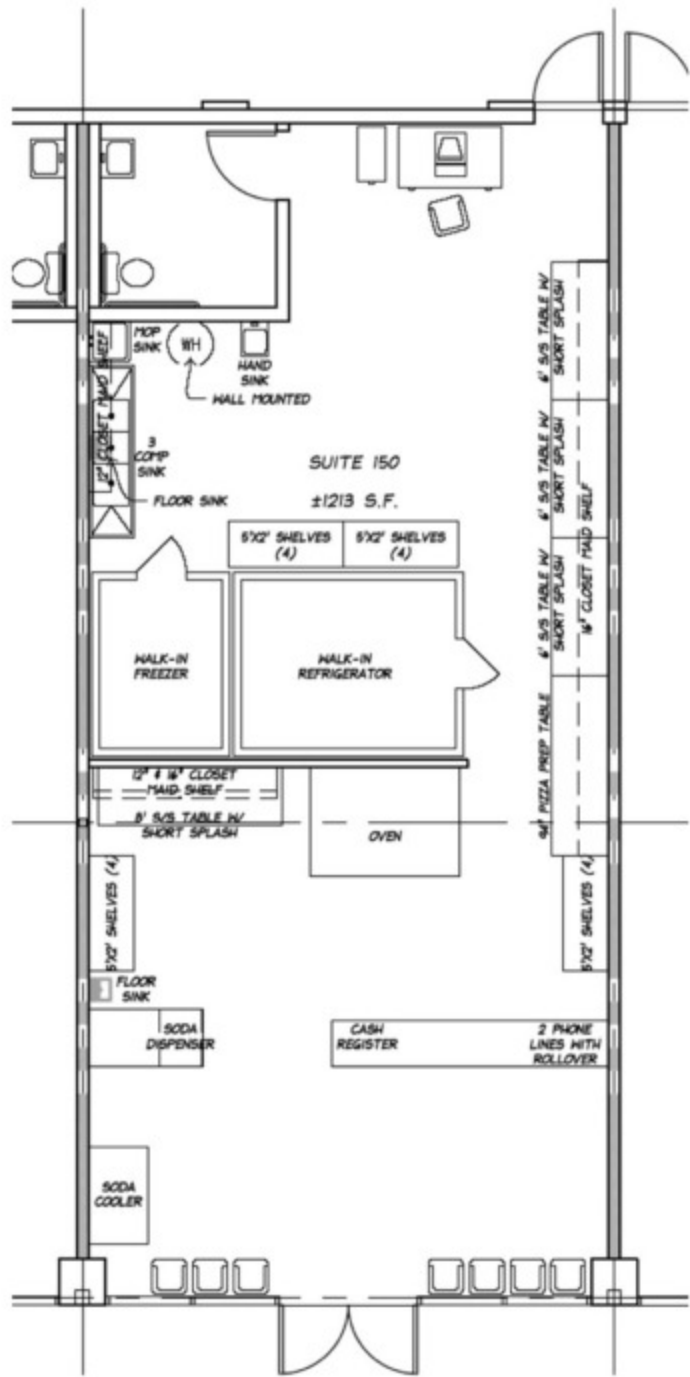 MOP
SINK
WH
HAND
SINK
WALL MOUNTED
12" CLOSET MAID SHELF
3
COMP
SINK
FLOOR SINK
SUITE 150
±1213 S.F.
5'X2' SHELVES
(4)
5'X2' SHELVES
(4)
6' S/S TABLE W/
SHORT SPLASH
6' S/S TABLE W/
SHORT SPLASH
6' S/S TABLE W/
SHORT SPLASH
16" CLOSET MAID SHELF
WALK-IN
FREEZER
WALK-IN
REFRIGERATOR
94" PIZZA PREP TABLE
12" & 16" CLOSET
MAID SHELF
8' S/S TABLE W/
SHORT SPLASH
OVEN
5'X2' SHELVES (4)
5'X2' SHELVES (4)
FLOOR
SINK
SODA
DISPENSER
CASH
REGISTER
2 PHONE
LINES WITH
ROLLOVER
SODA
COOLER